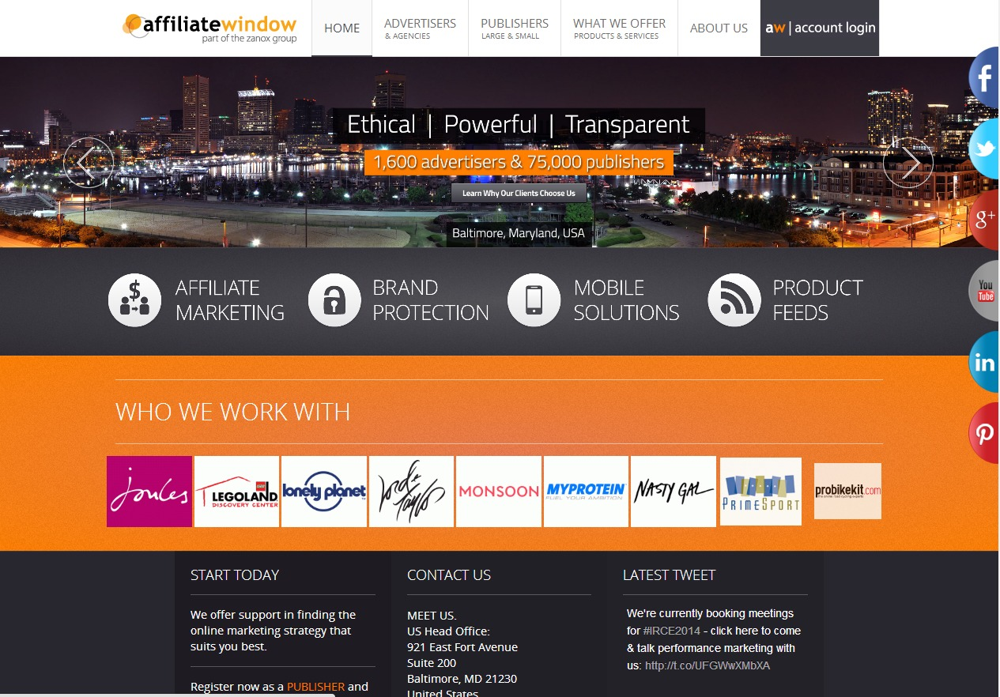 affiliatewindow
part of the zanox group
HOME
ADVERTISERS
& AGENCIES
PUBLISHERS
LARGE & SMALL
WHAT WE OFFER
PRODUCTS & SERVICES
ABOUT US
aw | account login
f
g+
You
Tube
in
Ethical | Powerful | Transparent
1,600 advertisers & 75,000 publishers
Learn Why Our Clients Choose Us
Baltimore, Maryland, USA
AFFILIATE
MARKETING
BRAND
PROTECTION
MOBILE
SOLUTIONS
PRODUCT
FEEDS
WHO WE WORK WITH
Joules
LEGO
LEGOLAND
DISCOVERY CENTER
lonely planet
Lord &
Taylor
MONSOON
MYPROTEIN
FUEL YOUR AMBITION
NASTY GAL
PRIMESPORT
probikekit.com
the online road cycling experts
START TODAY
We offer support in finding the
online marketing strategy that
suits you best.
Register now as a PUBLISHER and
CONTACT US
MEET US.
US Head Office:
921 East Fort Avenue
Suite 200
Baltimore, MD 21230
United States
LATEST TWEET
We're currently booking meetings
for #IRCE2014 - click here to come
& talk performance marketing with
us: http://t.co/UFGWwXMbXA